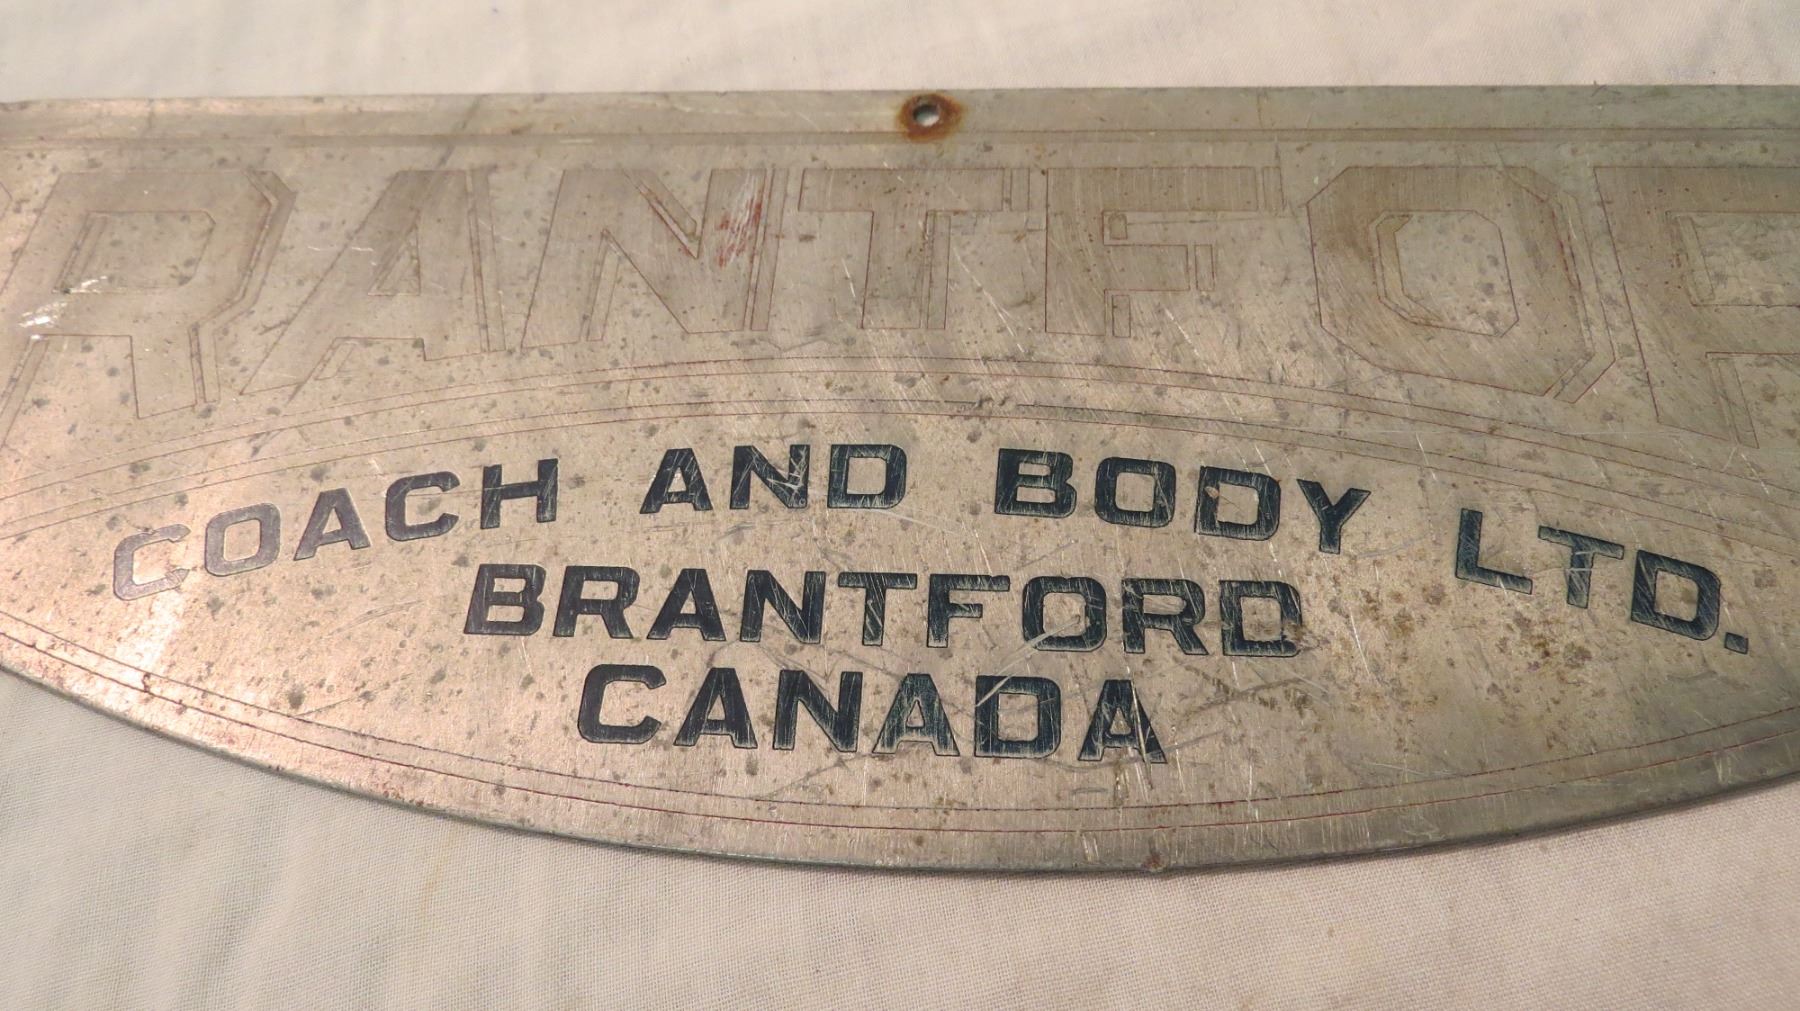 RANTFOR
COACH AND BODY LTD.
BRANTFORD
CANADA